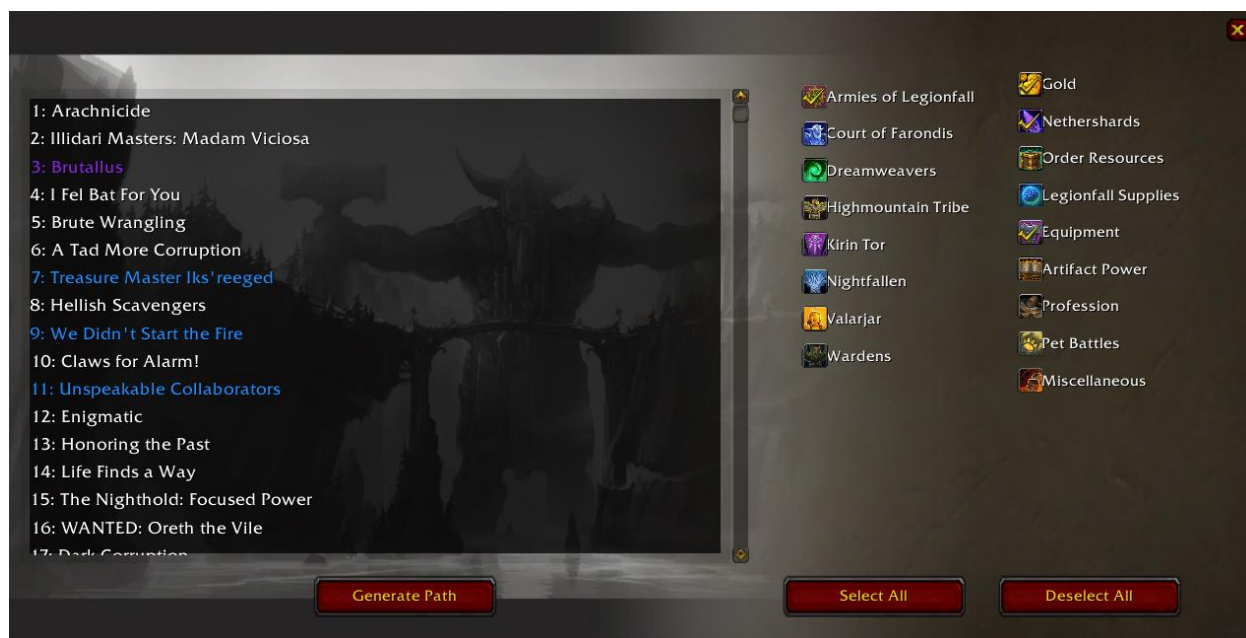 1: Arachnicide
2: Illidari Masters: Madam Viciosa
3: Brutallus
4: I Fel Bat For You
5: Brute Wrangling
6: A Tad More Corruption
7: Treasure Master Iks'reeged
8: Hellish Scavengers
9: We Didn't Start the Fire
10: Claws for Alarm!
11: Unspeakable Collaborators
12: Enigmatic
13: Honoring the Past
14: Life Finds a Way
15: The Nighthold: Focused Power
16: WANTED: Oreth the Vile
17: Dark Corruption
Armies of Legionfall
Court of Farondis
Dreamweavers
Highmountain Tribe
Kirin Tor
Nightfallen
Valarjar
Wardens
Gold
Nethershards
Order Resources
Legionfall Supplies
Equipment
Artifact Power
Profession
Pet Battles
Miscellaneous
Generate Path
Select All
Deselect All